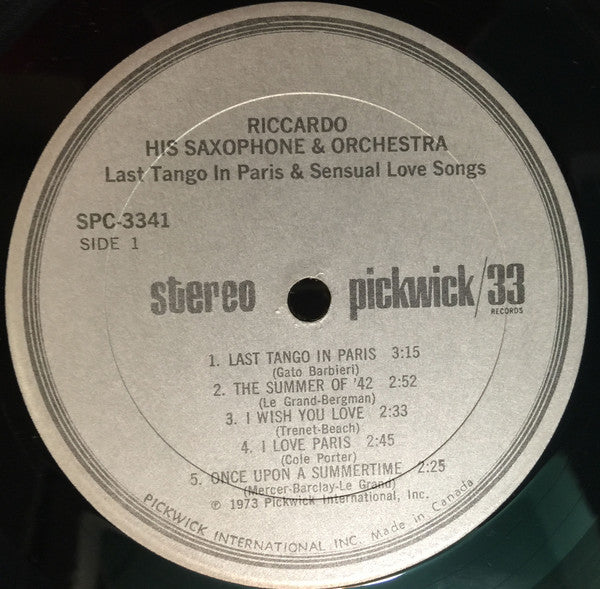 RICCARDO
HIS SAXOPHONE & ORCHESTRA
Last Tango In Paris & Sensual Love Songs
SPC-3341
SIDE 1
stereo pickwick/33
RECORDS
1. LAST TANGO IN PARIS 3:15
(Gato Barbieri)
2. THE SUMMER OF '42 2:52
(Le Grand-Bergman)
3. I WISH YOU LOVE 2:33
(Trenet-Beach)
4. I LOVE PARIS 2:45
(Cole Porter)
5. ONCE UPON A SUMMERTIME 2:25
(Mercer-Barclay-Le Grand)
℗ 1973 Pickwick International, Inc.
PICKWICK INTERNATIONAL INC. Made in Canada